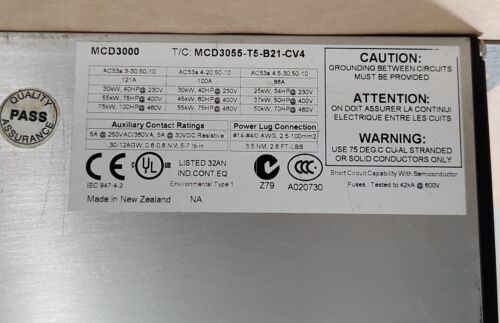 MCD3000 T/C: MCD3055-T5-B21-CV4
AC53a 3-30:50-10 AC53a 4-20:50-10 AC53a 4.5-30:50-10
121A 100A 86A
30kW, 40HP @ 230V 30kW, 40HP @ 230V 25kW, 34HP @ 230V
55kW, 75HP @ 400V 45kW, 60HP @ 400V 37kW, 50HP @ 400V
75kW, 100HP @ 460V 55kW, 75HP @ 460V 50kW, 70HP @ 460V
Auxiliary Contact Ratings Power Lug Connection
5A @ 250VAC/360VA, 5A @ 30VDC Resistive #14-#4/0 AWG, 2.5-100mm2
30-12AGW, 0.6-0.8 NM, 5-7 lb-in 3.5 NM, 2.6 FT-LBS
CAUTION:
GROUNDING BETWEEN CIRCUITS
MUST BE PROVIDED
ATTENTION:
ON DOIT ASSURER LA CONTINUI
ELECTRIQUE ENTRE LES CUITS
WARNING:
USE 75 DEG.C CU-AL STRANDED
OR SOLID CONDUCTORS ONLY
Short Circuit Capability With Semiconductor
Fuses : Tested to 42kA @ 600V
QUALITY
PASS
ASSURANCE
CE
IEC 947-4-2
C UL US
LISTED 32AN
IND.CONT.EQ
Environmental Type 1
Z79
CCC
A020730
Made in New Zealand NA